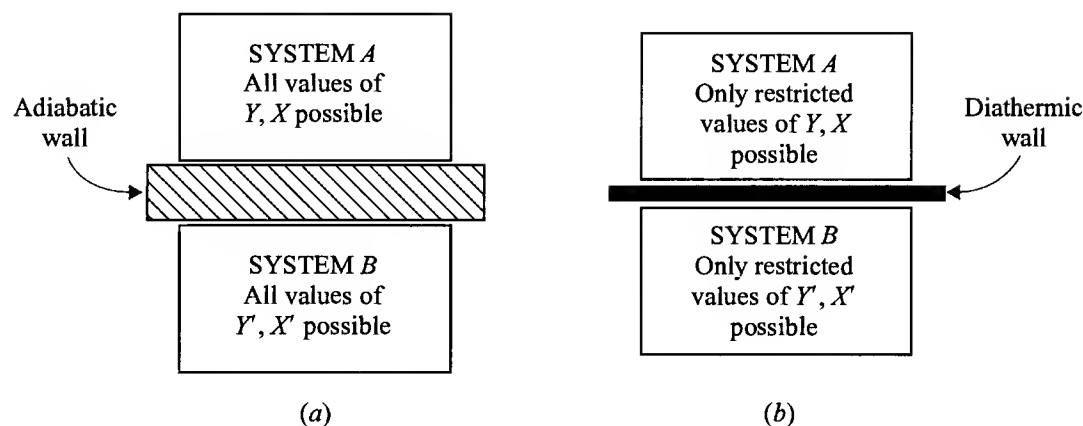 SYSTEM A
All values of
Y, X possible
Adiabatic
wall
SYSTEM B
All values of
Y', X' possible
(a)
SYSTEM A
Only restricted
values of Y, X
possible
Diathermic
wall
SYSTEM B
Only restricted
values of Y', X'
possible
(b)